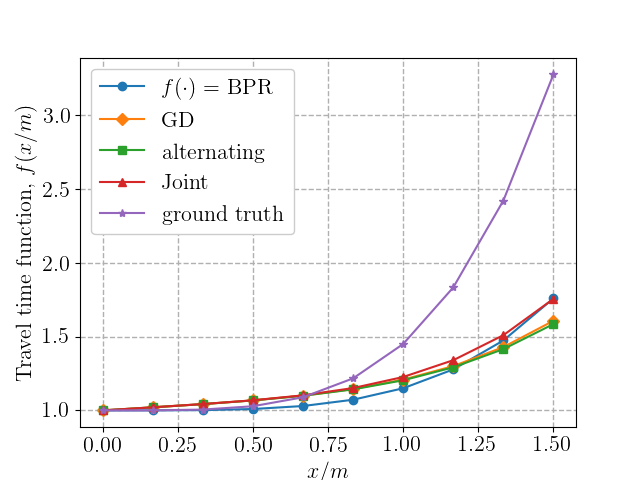 f(·) = BPR
GD
alternating
Joint
ground truth
Travel time function, f(x/m)
3.0
2.5
2.0
1.5
1.0
0.00 0.25 0.50 0.75 1.00 1.25 1.50
x/m